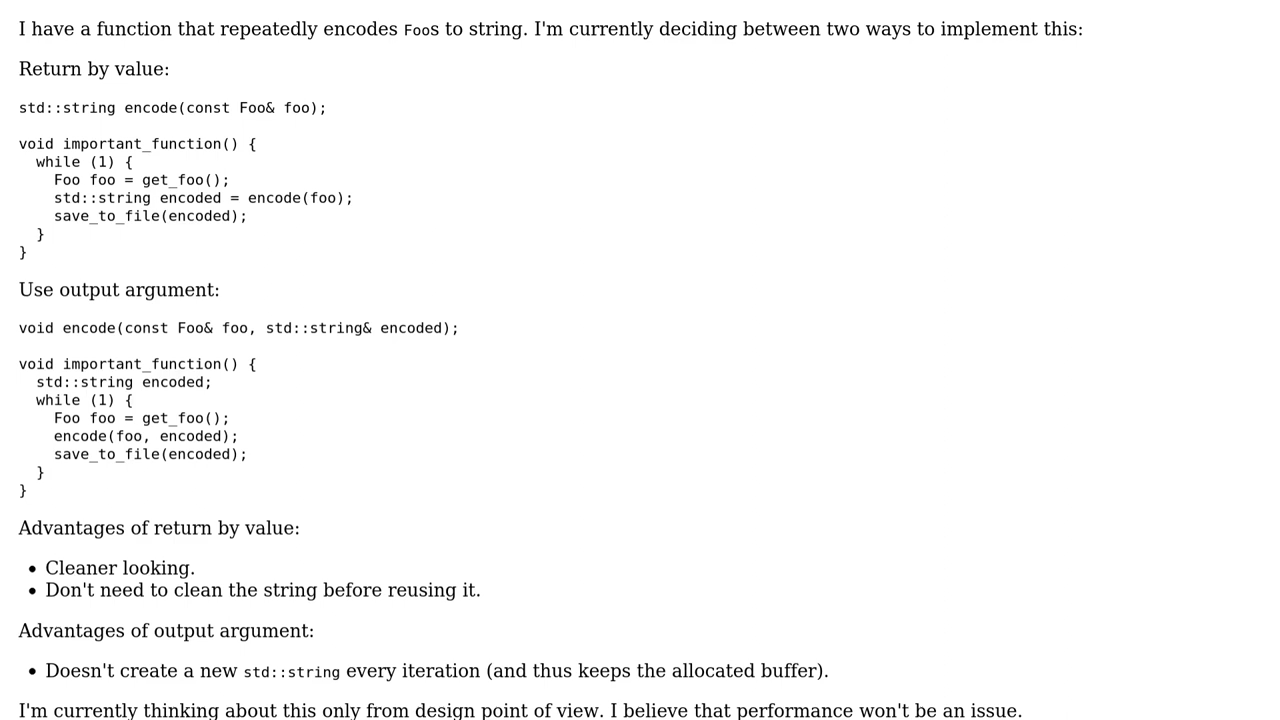 I have a function that repeatedly encodes Foos to string. I'm currently deciding between two ways to implement this:
Return by value:
std::string encode(const Foo& foo);
void important_function() {
  while (1) {
    Foo foo = get_foo();
    std::string encoded = encode(foo);
    save_to_file(encoded);
  }
}
Use output argument:
void encode(const Foo& foo, std::string& encoded);
void important_function() {
  std::string encoded;
  while (1) {
    Foo foo = get_foo();
    encode(foo, encoded);
    save_to_file(encoded);
  }
}
Advantages of return by value:
• Cleaner looking.
• Don't need to clean the string before reusing it.
Advantages of output argument:
• Doesn't create a new std::string every iteration (and thus keeps the allocated buffer).
I'm currently thinking about this only from design point of view. I believe that performance won't be an issue.